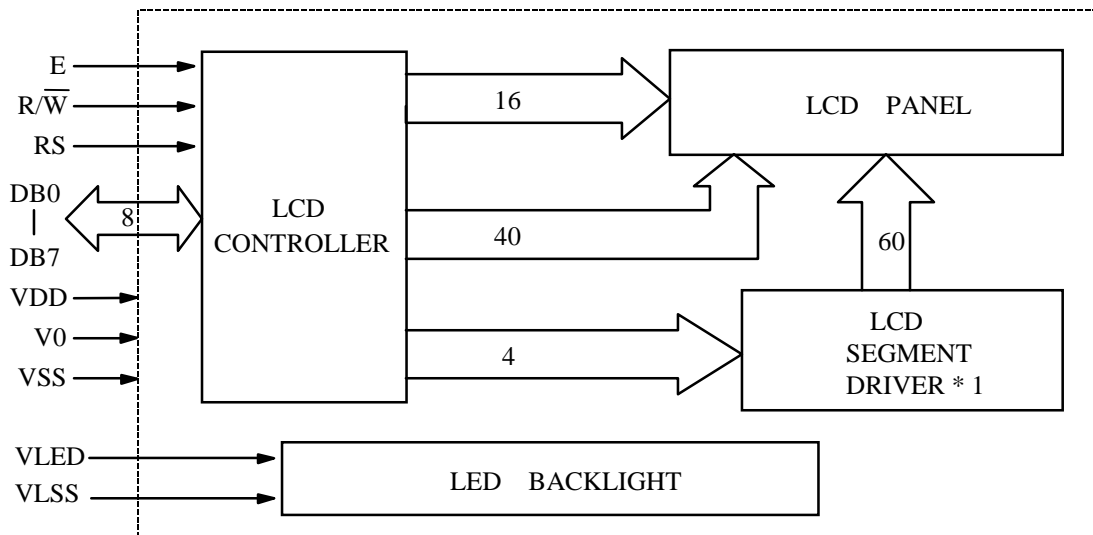 E
R/W̅
RS
DB0
DB7
VDD
V0
VSS
VLED
VLSS
8
LCD
CONTROLLER
16
40
4
LCD PANEL
60
LCD
SEGMENT
DRIVER * 1
LED BACKLIGHT